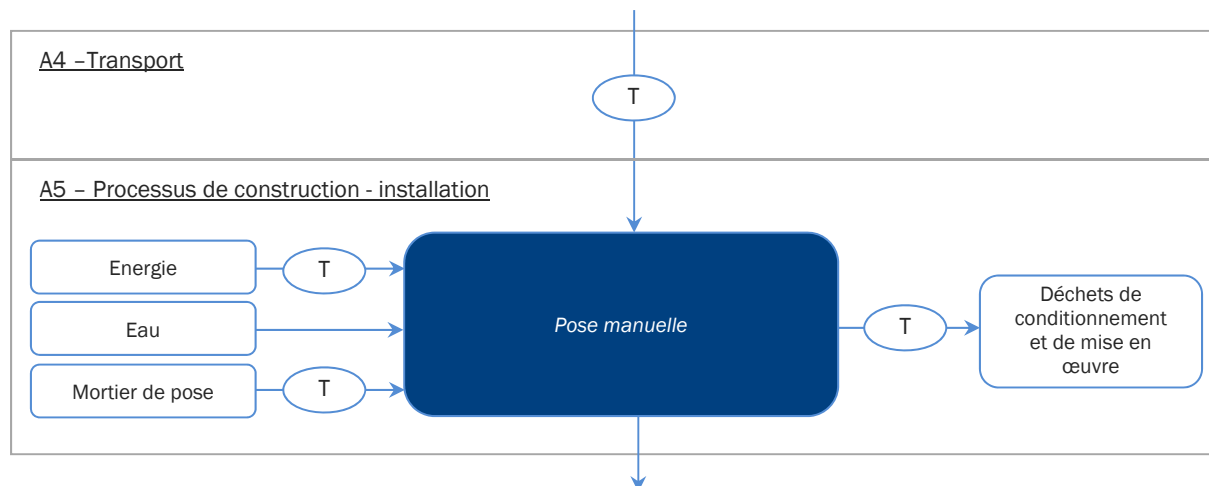 A4 –Transport
T
A5 – Processus de construction - installation
Energie
T
Eau
Mortier de pose
T
Pose manuelle
T
Déchets de
conditionnement
et de mise en
œuvre